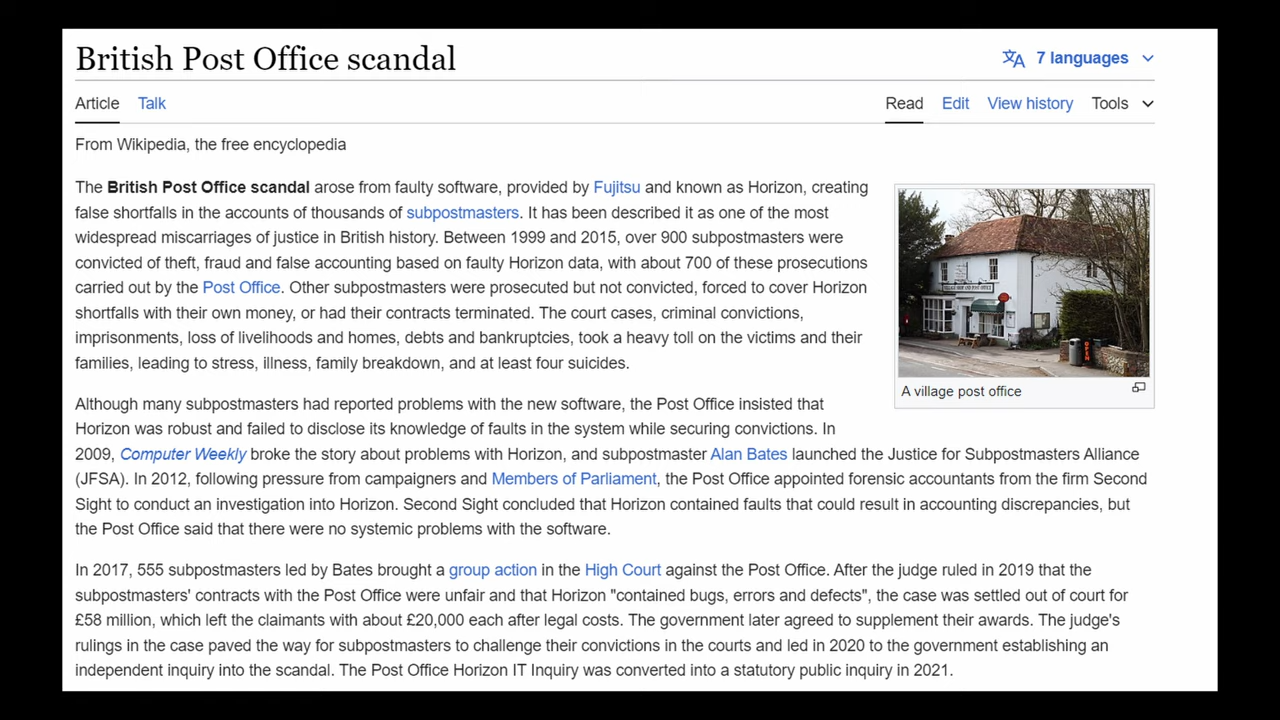 British Post Office scandal
7 languages
Article Talk
Read Edit View history Tools
From Wikipedia, the free encyclopedia
The British Post Office scandal arose from faulty software, provided by Fujitsu and known as Horizon, creating
false shortfalls in the accounts of thousands of subpostmasters. It has been described it as one of the most
widespread miscarriages of justice in British history. Between 1999 and 2015, over 900 subpostmasters were
convicted of theft, fraud and false accounting based on faulty Horizon data, with about 700 of these prosecutions
carried out by the Post Office. Other subpostmasters were prosecuted but not convicted, forced to cover Horizon
shortfalls with their own money, or had their contracts terminated. The court cases, criminal convictions,
imprisonments, loss of livelihoods and homes, debts and bankruptcies, took a heavy toll on the victims and their
families, leading to stress, illness, family breakdown, and at least four suicides.
OPEN
A village post office
Although many subpostmasters had reported problems with the new software, the Post Office insisted that
Horizon was robust and failed to disclose its knowledge of faults in the system while securing convictions. In
2009, Computer Weekly broke the story about problems with Horizon, and subpostmaster Alan Bates launched the Justice for Subpostmasters Alliance
(JFSA). In 2012, following pressure from campaigners and Members of Parliament, the Post Office appointed forensic accountants from the firm Second
Sight to conduct an investigation into Horizon. Second Sight concluded that Horizon contained faults that could result in accounting discrepancies, but
the Post Office said that there were no systemic problems with the software.
In 2017, 555 subpostmasters led by Bates brought a group action in the High Court against the Post Office. After the judge ruled in 2019 that the
subpostmasters' contracts with the Post Office were unfair and that Horizon "contained bugs, errors and defects", the case was settled out of court for
£58 million, which left the claimants with about £20,000 each after legal costs. The government later agreed to supplement their awards. The judge's
rulings in the case paved the way for subpostmasters to challenge their convictions in the courts and led in 2020 to the government establishing an
independent inquiry into the scandal. The Post Office Horizon IT Inquiry was converted into a statutory public inquiry in 2021.